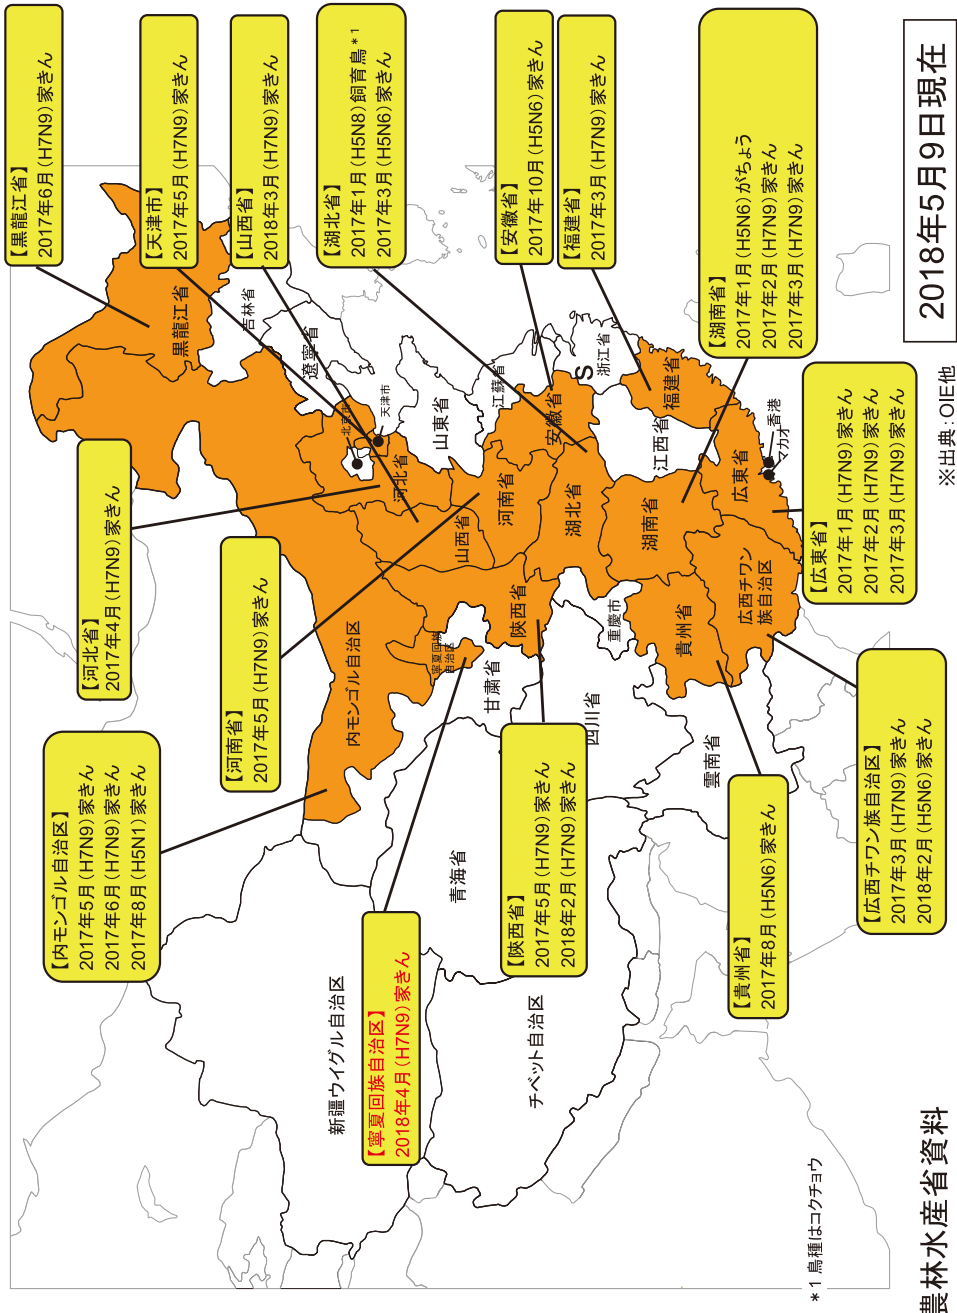 【内モンゴル自治区】
2017年5月(H7N9)家きん
2017年6月(H7N9)家きん
2017年8月(H5N1)家きん
【河北省】
2017年4月(H7N9)家きん
【黒龍江省】
2017年6月(H7N9)家きん
【天津市】
2017年5月(H7N9)家きん
【山西省】
2018年3月(H7N9)家きん
【湖北省】
2017年1月(H5N8)飼育鳥*1
2017年3月(H5N6)家きん
【河南省】
2017年5月(H7N9)家きん
【安徽省】
2017年10月(H5N6)家きん
【福建省】
2017年3月(H7N9)家きん
【寧夏回族自治区】
2018年4月(H7N9)家きん
【陝西省】
2017年5月(H7N9)家きん
2018年2月(H7N9)家きん
【湖南省】
2017年1月(H5N6)がちょう
2017年2月(H7N9)家きん
2017年3月(H7N9)家きん
【貴州省】
2017年8月(H5N6)家きん
【広西チワン族自治区】
2017年3月(H7N9)家きん
2018年2月(H5N6)家きん
【広東省】
2017年1月(H7N9)家きん
2017年2月(H7N9)家きん
2017年3月(H7N9)家きん
黒龍江省
吉林省
遼寧省
北京市
天津市
河北省
山東省
山西省
内モンゴル自治区
寧夏回族
自治区
甘粛省
陝西省
河南省
江蘇省
安徽省
S
浙江省
湖北省
重慶市
四川省
青海省
新疆ウイグル自治区
チベット自治区
湖南省
江西省
福建省
貴州省
雲南省
広西チワン
族自治区
広東省
香港
マカオ
*1 鳥種はコクチョウ
農林水産省資料
※出典:OIE他
2018年5月9日現在